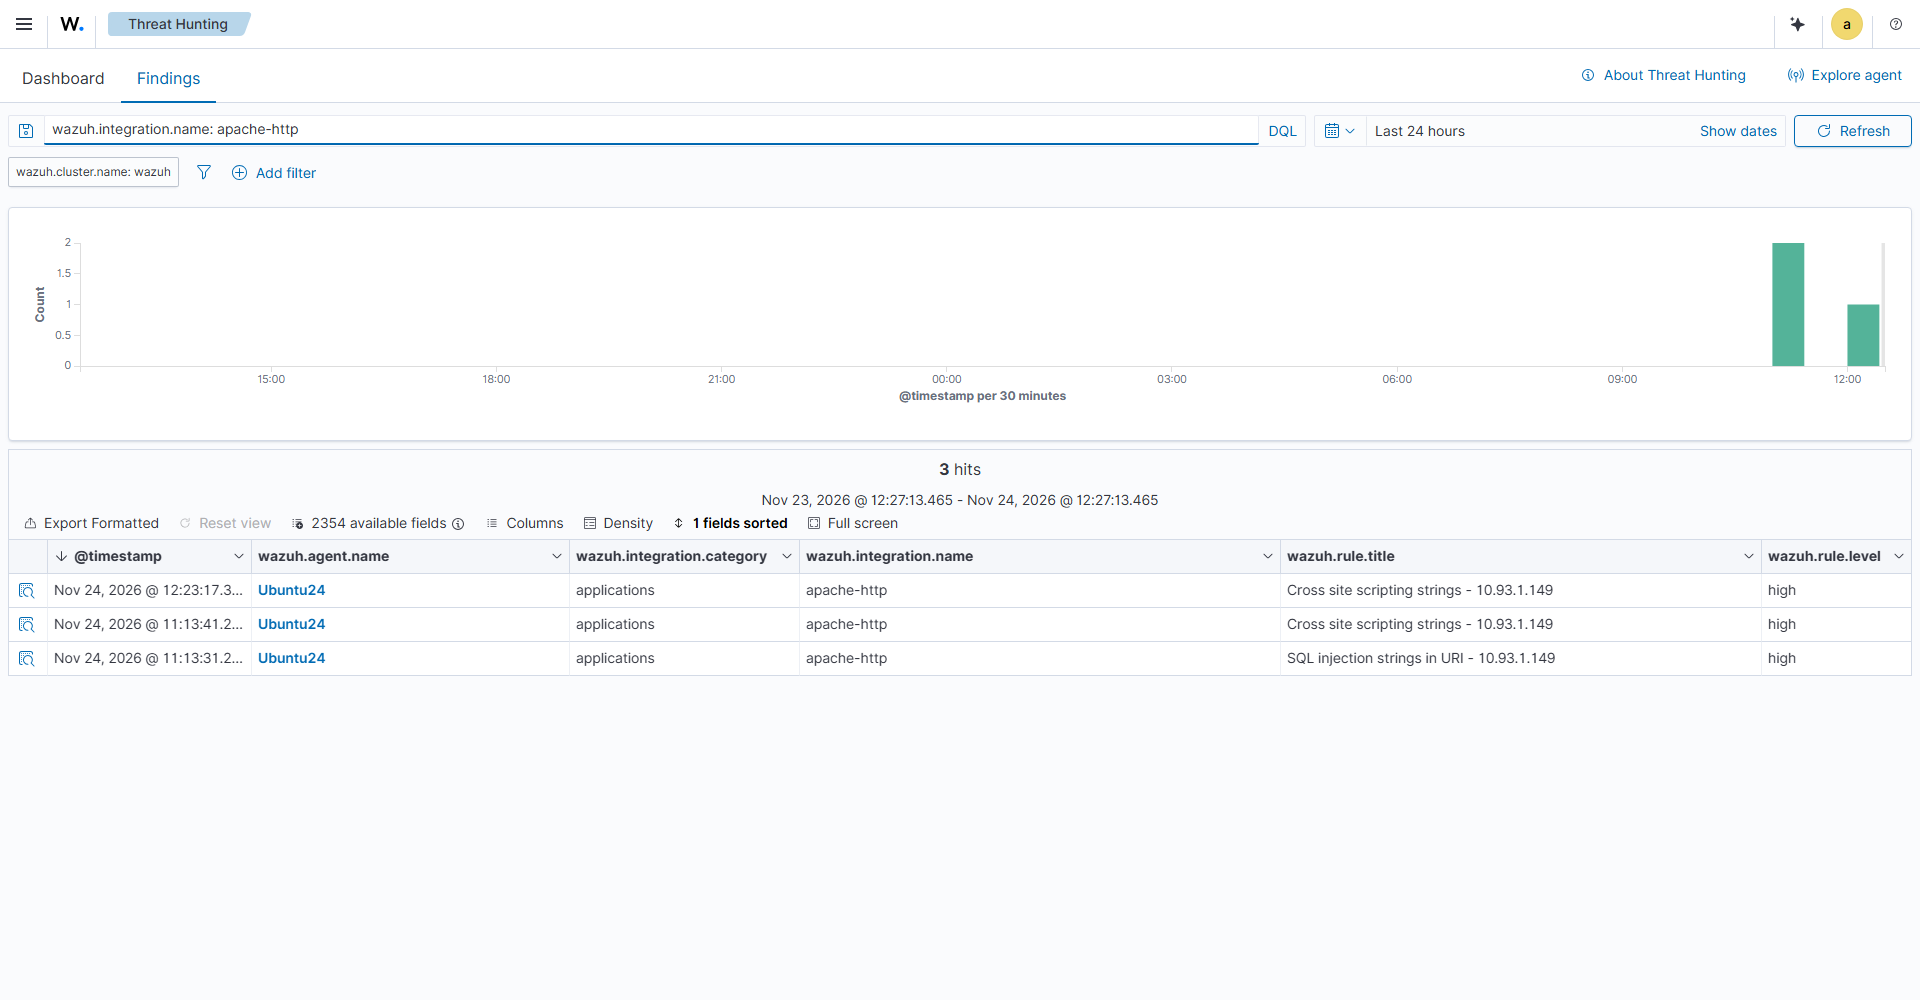 W. Threat Hunting a
Dashboard Findings About Threat Hunting Explore agent
wazuh.integration.name: apache-http DQL Last 24 hours Show dates Refresh
wazuh.cluster.name: wazuh Add filter
2
1.5
1
0.5
0
Count
15:00 18:00 21:00 00:00 03:00 06:00 09:00 12:00
@timestamp per 30 minutes
3 hits
Nov 23, 2026 @ 12:27:13.465 - Nov 24, 2026 @ 12:27:13.465
Export Formatted Reset view 2354 available fields Columns Density 1 fields sorted Full screen
@timestamp wazuh.agent.name wazuh.integration.category wazuh.integration.name wazuh.rule.title wazuh.rule.level
Nov 24, 2026 @ 12:23:17.3... Ubuntu24 applications apache-http Cross site scripting strings - 10.93.1.149 high
Nov 24, 2026 @ 11:13:41.2... Ubuntu24 applications apache-http Cross site scripting strings - 10.93.1.149 high
Nov 24, 2026 @ 11:13:31.2... Ubuntu24 applications apache-http SQL injection strings in URI - 10.93.1.149 high